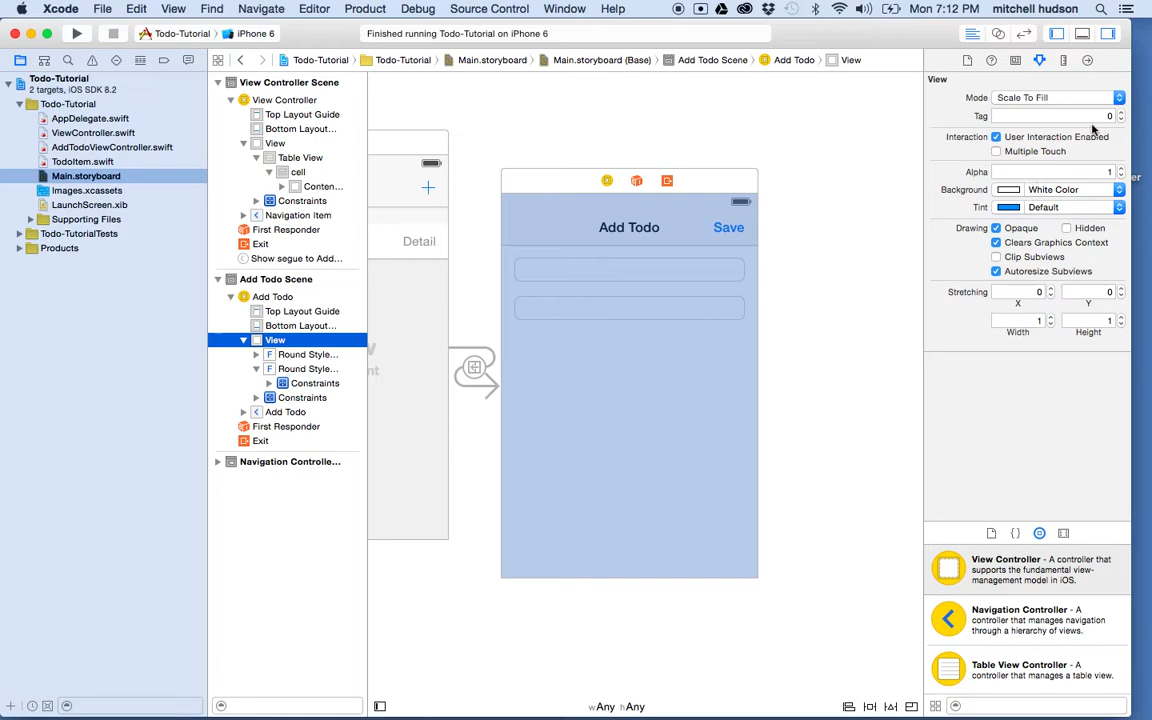 Xcode File Edit View Find Navigate Editor Product Debug Source Control Window Help Mon 7:12 PM mitchell hudson
Todo-Tutorial iPhone 6 Finished running Todo-Tutorial on iPhone 6
Todo-Tutorial Todo-Tutorial Main.storyboard Main.storyboard (Base) Add Todo Scene Add Todo View
Todo-Tutorial
2 targets, iOS SDK 8.2
Todo-Tutorial
AppDelegate.swift
ViewController.swift
AddTodoViewController.swift
TodoItem.swift
Main.storyboard
Images.xcassets
LaunchScreen.xib
Supporting Files
Todo-TutorialTests
Products
View Controller Scene
View Controller
Top Layout Guide
Bottom Layout...
View
Table View
cell
Conten...
Constraints
Navigation Item
First Responder
Exit
Show segue to Add...
Add Todo Scene
Add Todo
Top Layout Guide
Bottom Layout...
View
F Round Style...
F Round Style...
Constraints
Constraints
Add Todo
First Responder
Exit
Navigation Controlle...
Detail
Add Todo Save
wAny hAny
View
Mode Scale To Fill
Tag 0
Interaction User Interaction Enabled
Multiple Touch
Alpha 1
Background White Color
Tint Default
Drawing Opaque Hidden
Clears Graphics Context
Clip Subviews
Autoresize Subviews
Stretching 0 0
X Y
1 1
Width Height
View Controller - A controller that
supports the fundamental view-
management model in iOS.
Navigation Controller - A
controller that manages navigation
through a hierarchy of views.
Table View Controller - A
controller that manages a table view.